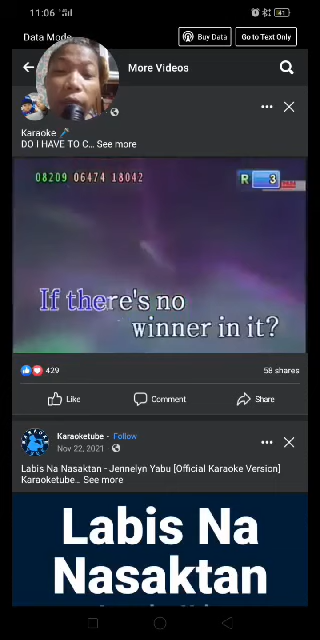 11:06
41
Data Mode
Buy Data
Go to Text Only
More Videos
Karaoke 🎤
DO I HAVE TO C... See more
08209 06474 18042
R 3
If there's no
winner in it?
429
58 shares
Like
Comment
Share
Karaoketube · Follow
Nov 22, 2021
Labis Na Nasaktan - Jennelyn Yabu [Official Karaoke Version]
Karaoketube... See more
Labis Na
Nasaktan